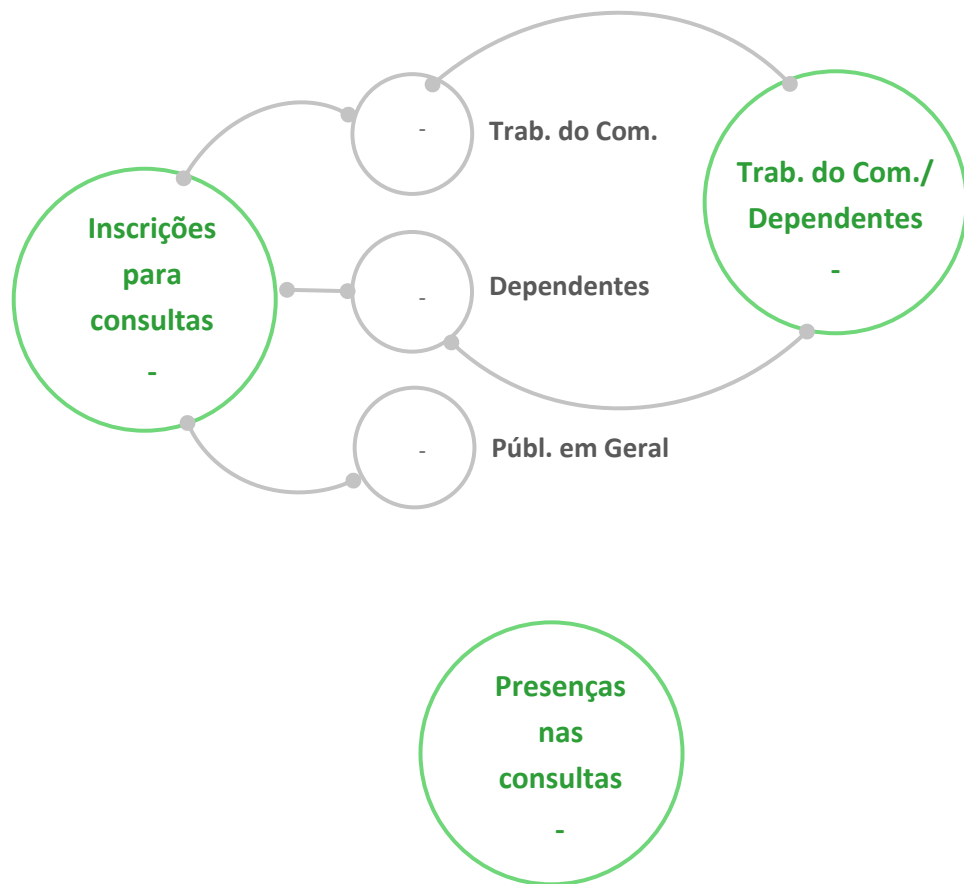 Inscrições
para
consultas
-
-
Trab. do Com.
-
Dependentes
-
Públ. em Geral
Trab. do Com./
Dependentes
-
Presenças
nas
consultas
-